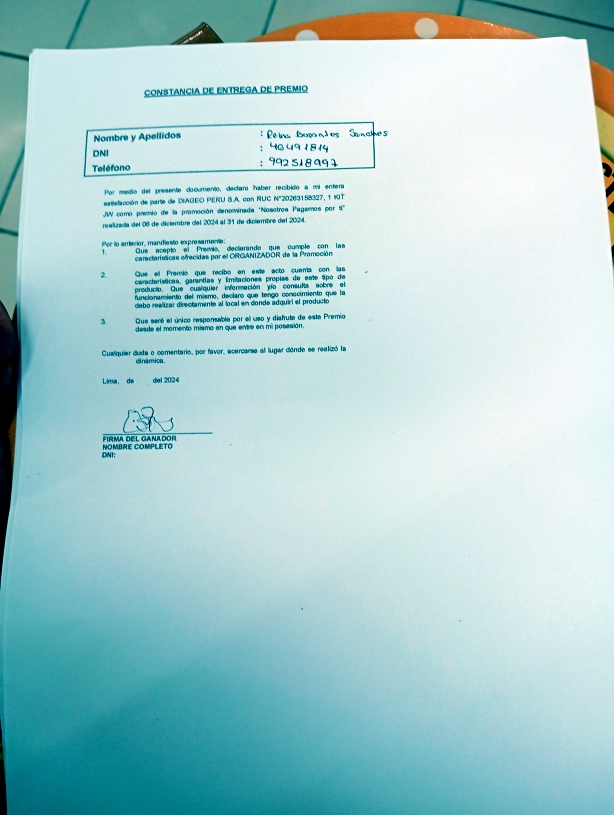 CONSTANCIA DE ENTREGA DE PREMIO
Nombre y Apellidos :
DNI : 40491814
Teléfono : 992518997
Por medio del presente documento, declaro haber recibido a mi entera
satisfacción de parte de DIAGEO PERU S.A. con RUC N°20263158327, 1 KIT
JW como premio de la promoción denominada "Nosotros Pagamos por ti"
realizada del 06 de diciembre del 2024 al 31 de diciembre del 2024.
Por lo anterior, manifiesto expresamente:
1. Que acepto el Premio, declarando que cumple con las
características ofrecidas por el ORGANIZADOR de la Promoción
2. Que el Premio que recibo en este acto cuenta con las
características, garantías y limitaciones propias de este tipo de
producto. Que cualquier información y/o consulta sobre el
funcionamiento del mismo, declaro que tengo conocimiento que la
debo realizar directamente al local en donde adquirí el producto
3. Que seré el único responsable por el uso y disfrute de este Premio
desde el momento mismo en que entre en mi posesión.
Cualquier duda o comentario, por favor, acercarse al lugar dónde se realizó la
dinámica.
Lima, de del 2024
FIRMA DEL GANADOR
NOMBRE COMPLETO
DNI: